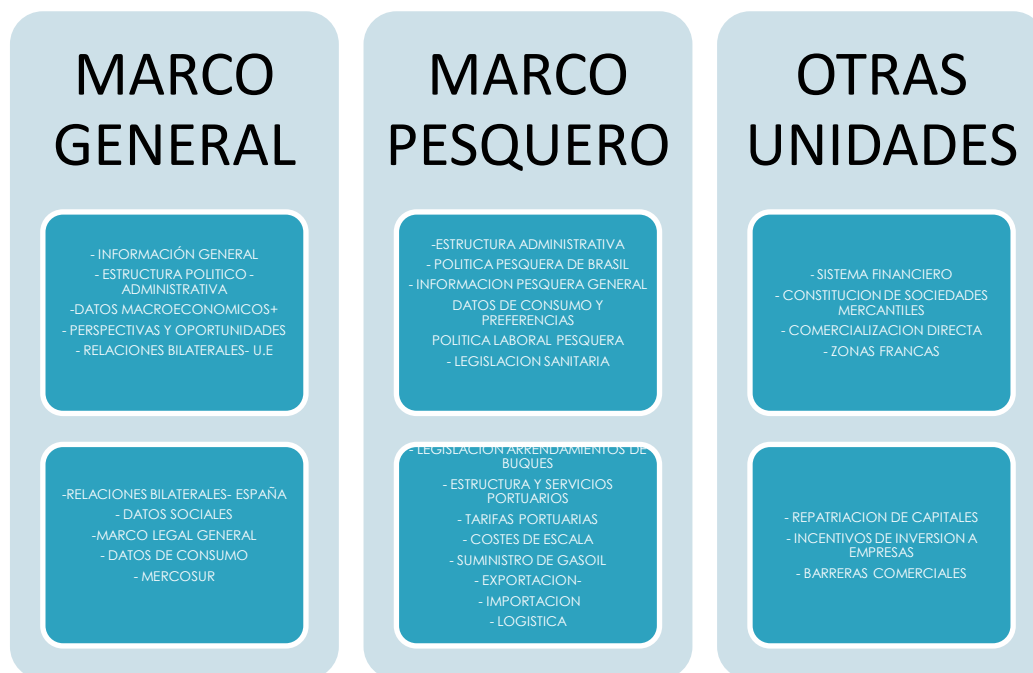 MARCO
GENERAL
- INFORMACIÓN GENERAL
- ESTRUCTURA POLITICO -
ADMINISTRATIVA
-DATOS MACROECONOMICOS+
- PERSPECTIVAS Y OPORTUNIDADES
- RELACIONES BILATERALES- U.E
-RELACIONES BILATERALES- ESPAÑA
- DATOS SOCIALES
-MARCO LEGAL GENERAL
- DATOS DE CONSUMO
- MERCOSUR
MARCO
PESQUERO
-ESTRUCTURA ADMINISTRATIVA
- POLITICA PESQUERA DE BRASIL
- INFORMACION PESQUERA GENERAL
DATOS DE CONSUMO Y
PREFERENCIAS
POLITICA LABORAL PESQUERA
- LEGISLACION SANITARIA
- LEGISLACION ARRENDAMIENTOS DE
BUQUES
- ESTRUCTURA Y SERVICIOS
PORTUARIOS
- TARIFAS PORTUARIAS
- COSTES DE ESCALA
- SUMINISTRO DE GASOIL
- EXPORTACION-
- IMPORTACION
- LOGISTICA
OTRAS
UNIDADES
- SISTEMA FINANCIERO
- CONSTITUCION DE SOCIEDADES
MERCANTILES
- COMERCIALIZACION DIRECTA
- ZONAS FRANCAS
- REPATRIACION DE CAPITALES
- INCENTIVOS DE INVERSION A
EMPRESAS
- BARRERAS COMERCIALES